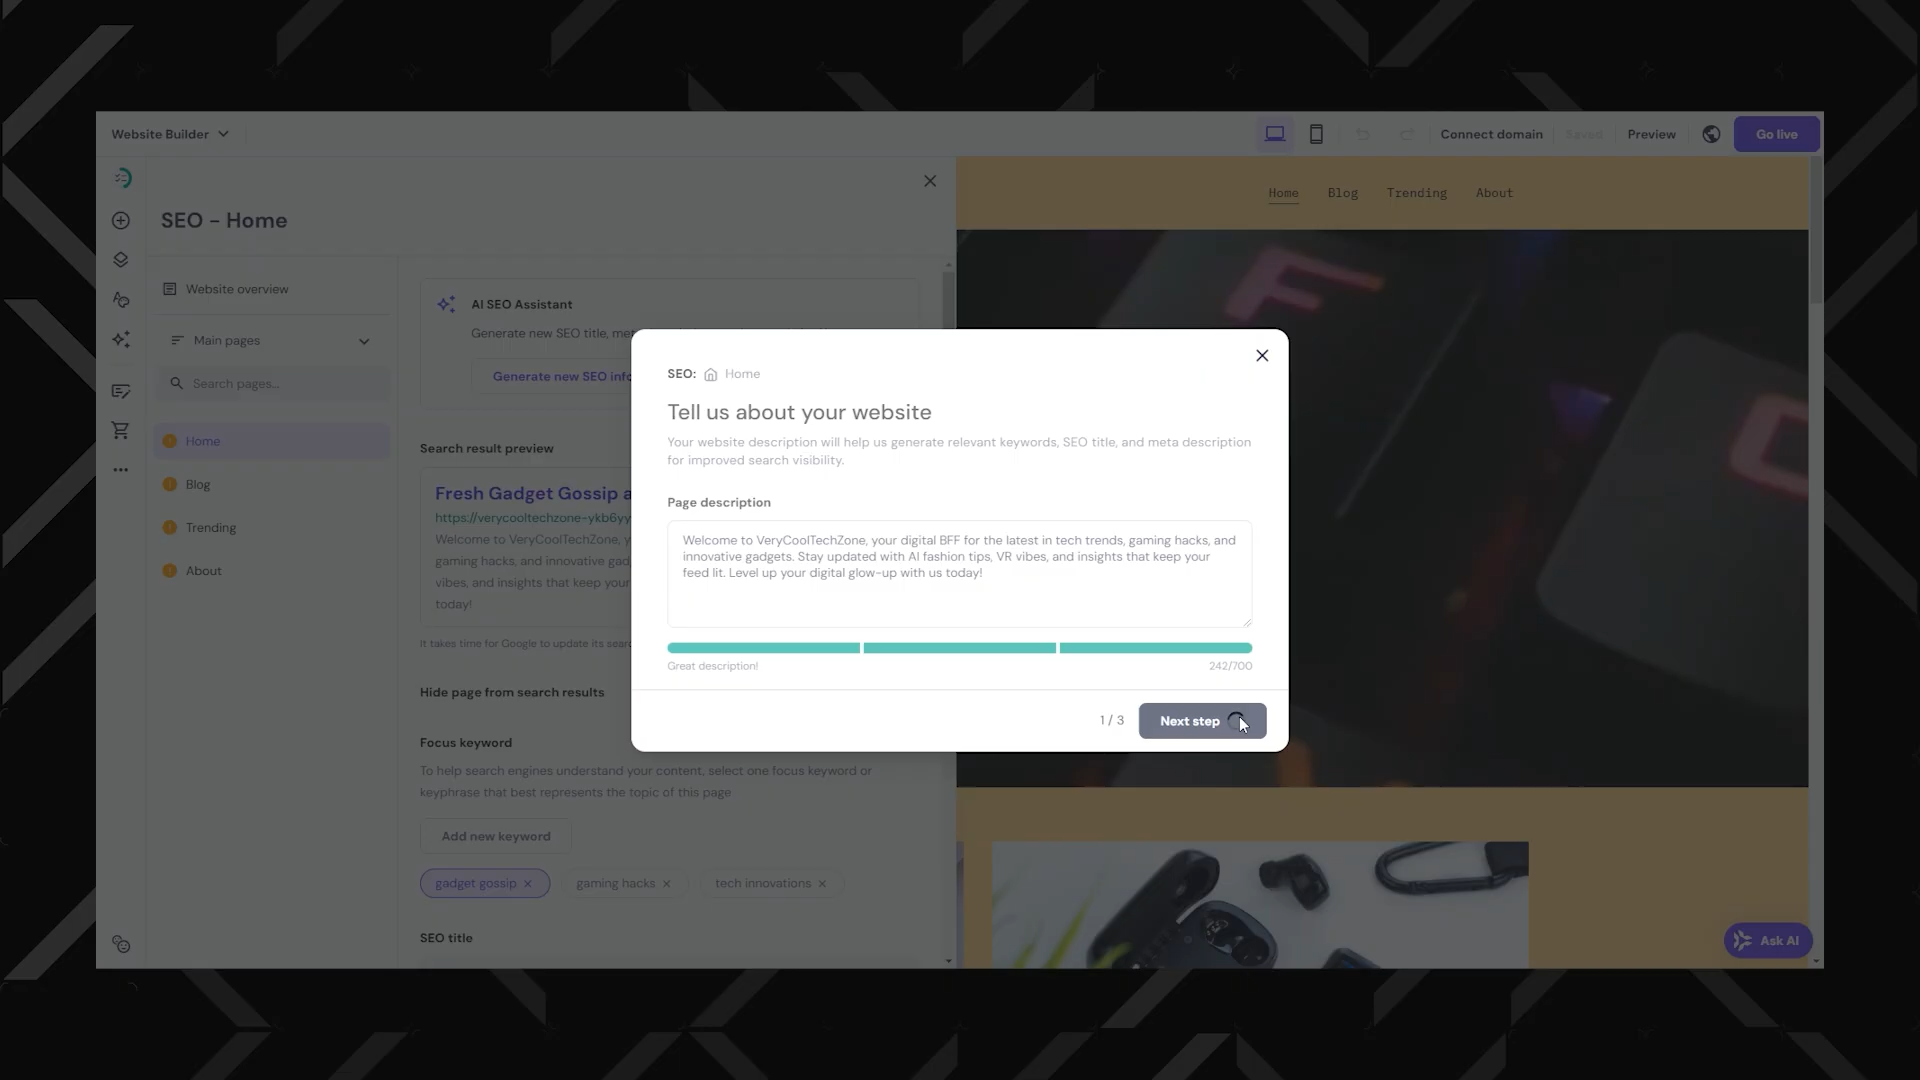 Website Builder
Connect domain
Saved
Preview
Go live
SEO - Home
Website overview
Main pages
Search pages...
Home
Blog
Trending
About
AI SEO Assistant
Generate new SEO title, met
Generate new SEO info
Search result preview
Fresh Gadget Gossip a
https://verycooltechzone-ykb6yy
Welcome to VeryCoolTechZone, y
gaming hacks, and innovative gad
vibes, and insights that keep your
today!
It takes time for Google to update its searc
Hide page from search results
Focus keyword
To help search engines understand your content, select one focus keyword or
keyphrase that best represents the topic of this page
Add new keyword
gadget gossip
gaming hacks
tech innovations
SEO title
SEO: Home
Tell us about your website
Your website description will help us generate relevant keywords, SEO title, and meta description
for improved search visibility.
Page description
Welcome to VeryCoolTechZone, your digital BFF for the latest in tech trends, gaming hacks, and
innovative gadgets. Stay updated with AI fashion tips, VR vibes, and insights that keep your
feed lit. Level up your digital glow-up with us today!
Great description!
242/700
1 / 3
Next step
Home Blog Trending About
F
Ask AI